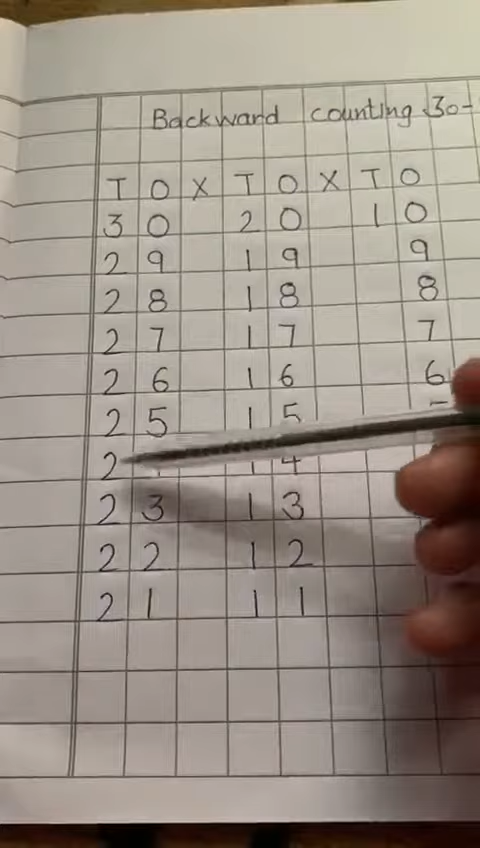 Backward counting 30-
T O X T O X T O
3 0 2 0 1 0
2 9 1 9 9
2 8 1 8 8
2 7 1 7 7
2 6 1 6 6
2 5 1 5
2 1 4
2 3 1 3
2 2 1 2
2 1 1 1